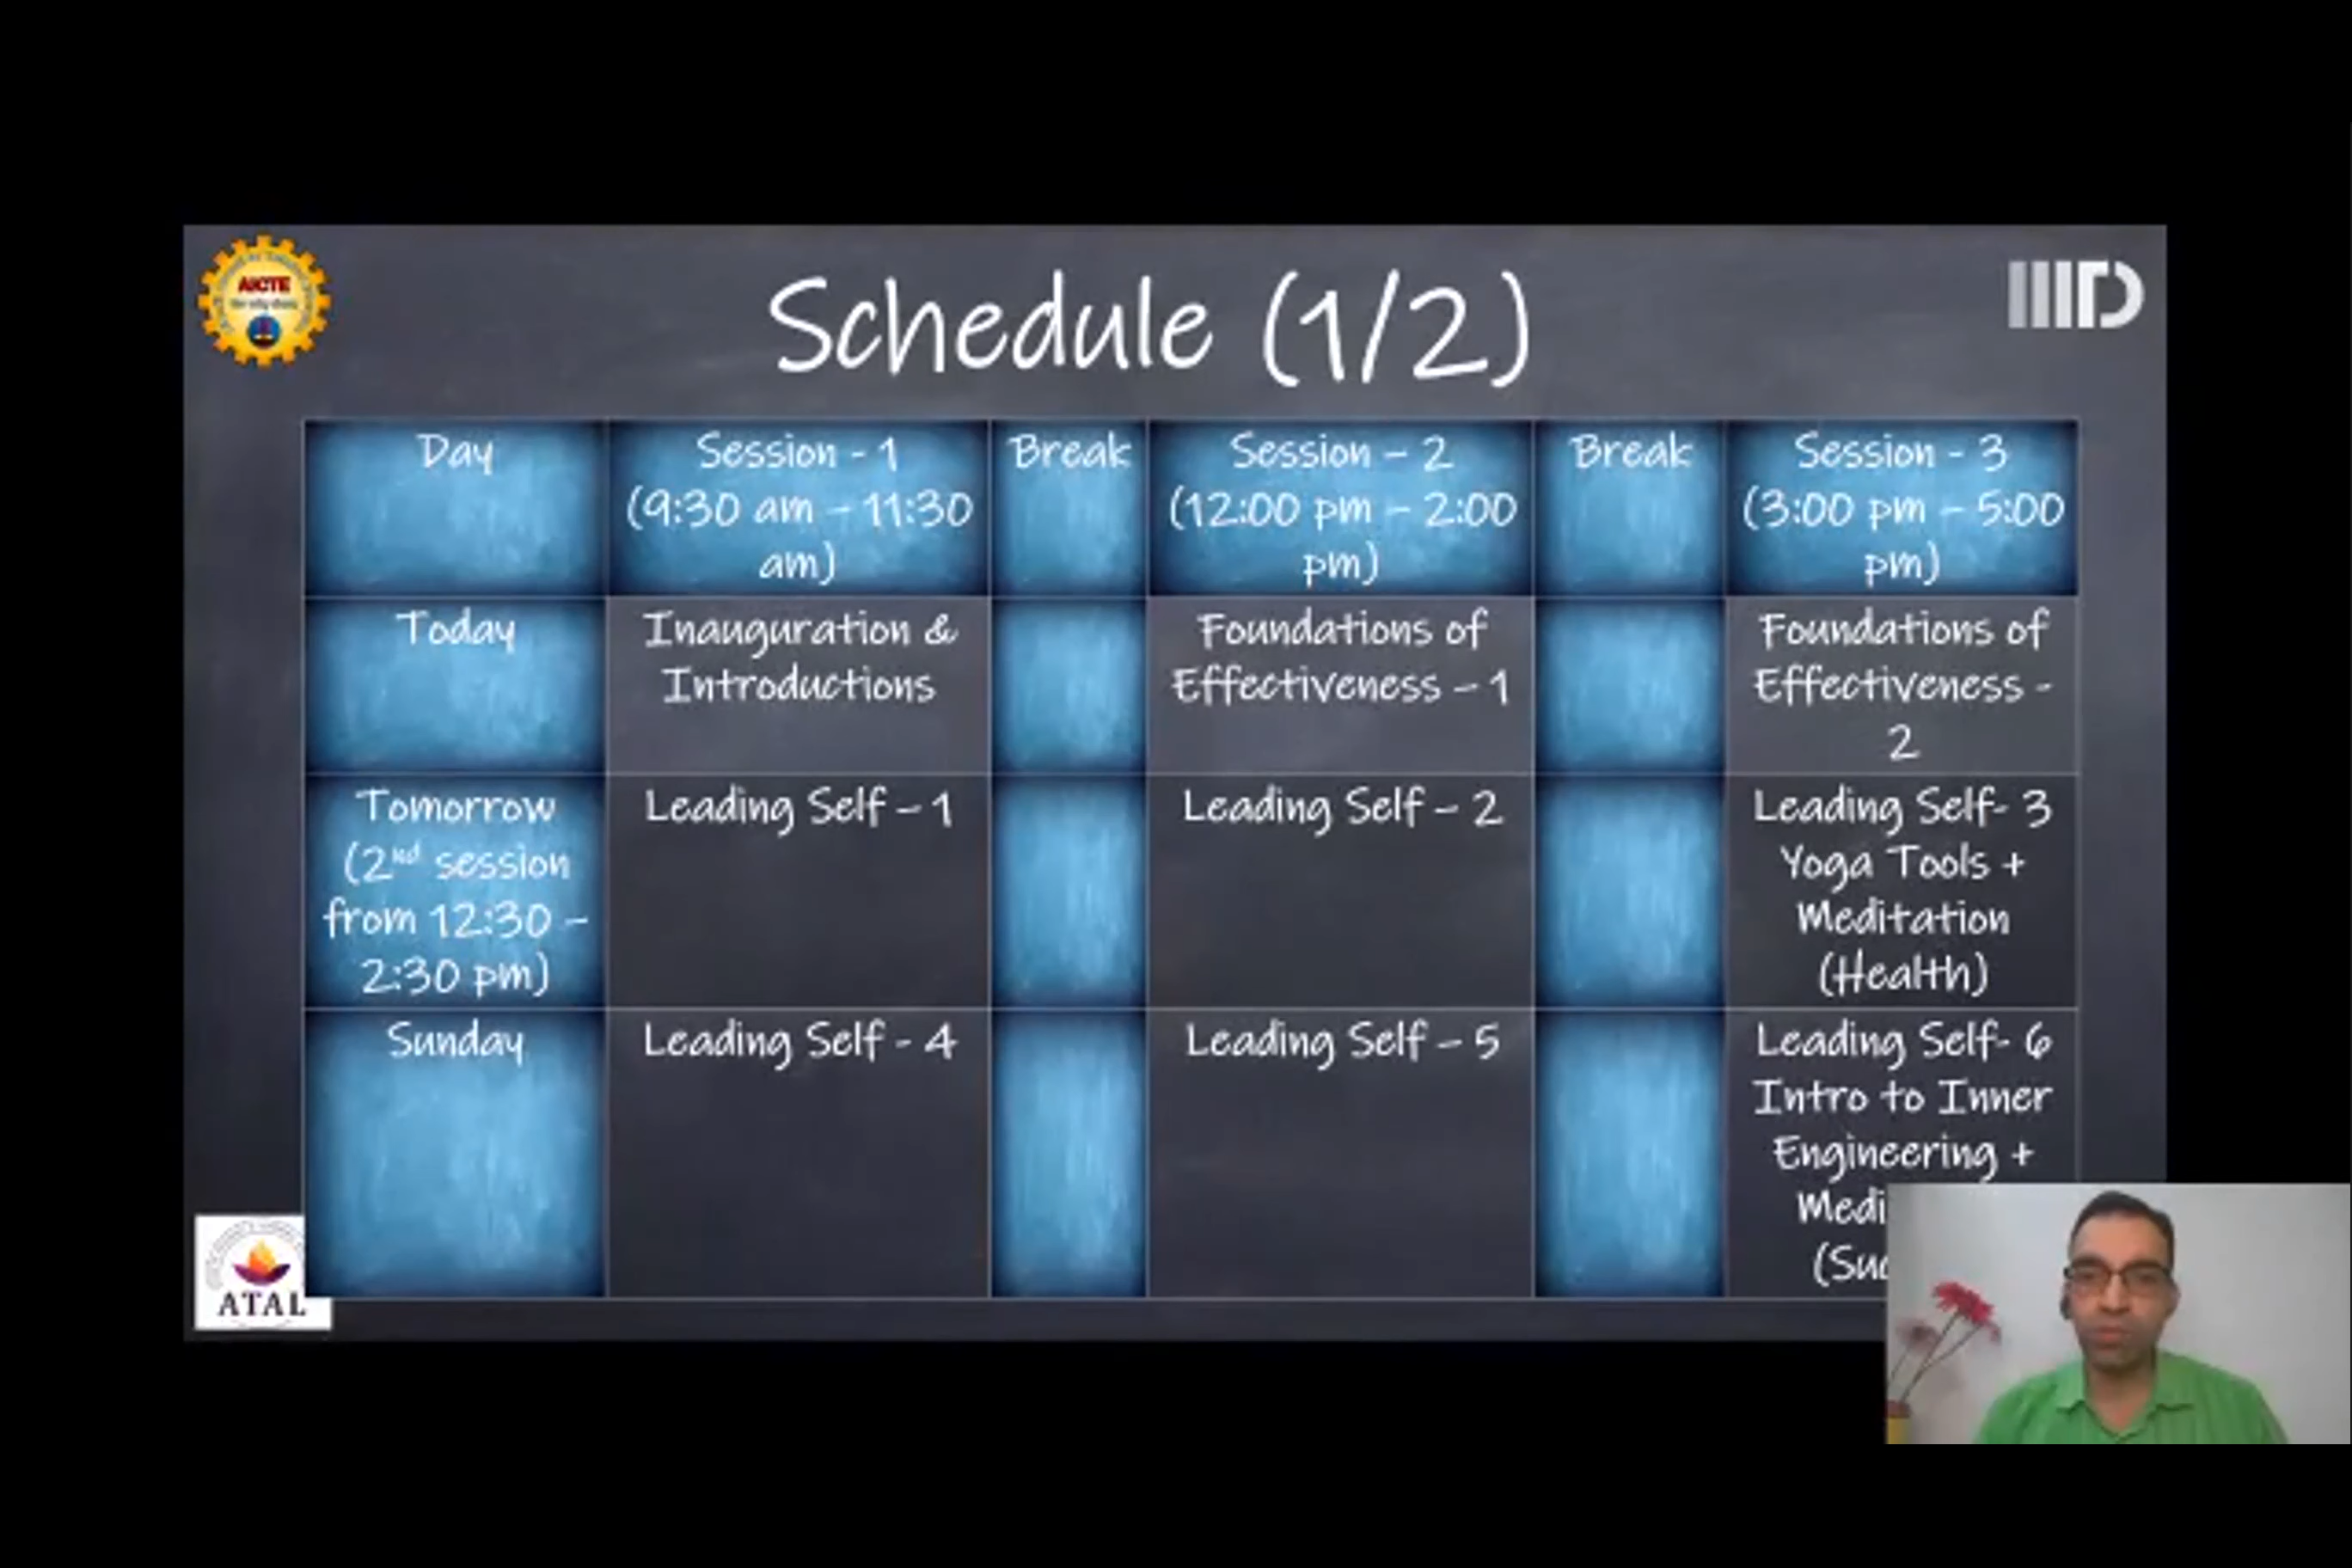 AICTE
IIITD
Schedule (1/2)
Day
Session - 1
(9:30 am - 11:30
am)
Break
Session – 2
(12:00 pm – 2:00
pm)
Break
Session - 3
(3:00 pm – 5:00
pm)
Today
Inauguration &
Introductions
Foundations of
Effectiveness – 1
Foundations of
Effectiveness -
2
Tomorrow
(2nd session
from 12:30 –
2:30 pm)
Leading Self – 1
Leading Self – 2
Leading Self- 3
Yoga Tools +
Meditation
(Health)
Sunday
Leading Self - 4
Leading Self – 5
Leading Self- 6
Intro to Inner
Engineering +
ATAL